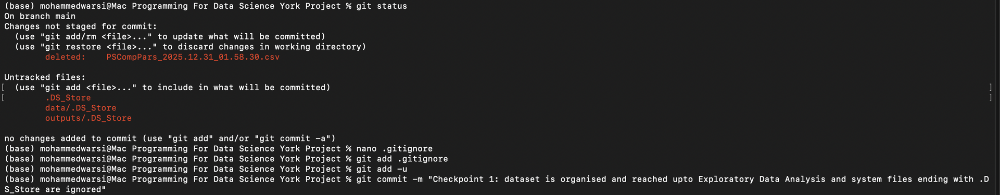 (base) mohammedwarsi@Mac Programming For Data Science York Project % git status
On branch main
Changes not staged for commit:
  (use "git add/rm <file>..." to update what will be committed)
  (use "git restore <file>..." to discard changes in working directory)
        deleted:    PSCompPars_2025.12.31_01.58.30.csv

Untracked files:
[  (use "git add <file>..." to include in what will be committed) ]
[        .DS_Store ]
        data/.DS_Store
        outputs/.DS_Store

no changes added to commit (use "git add" and/or "git commit -a")
(base) mohammedwarsi@Mac Programming For Data Science York Project % nano .gitignore
(base) mohammedwarsi@Mac Programming For Data Science York Project % git add .gitignore
(base) mohammedwarsi@Mac Programming For Data Science York Project % git add -u
(base) mohammedwarsi@Mac Programming For Data Science York Project % git commit -m "Checkpoint 1: dataset is organised and reached upto Exploratory Data Analysis and system files ending with .D
S_Store are ignored"